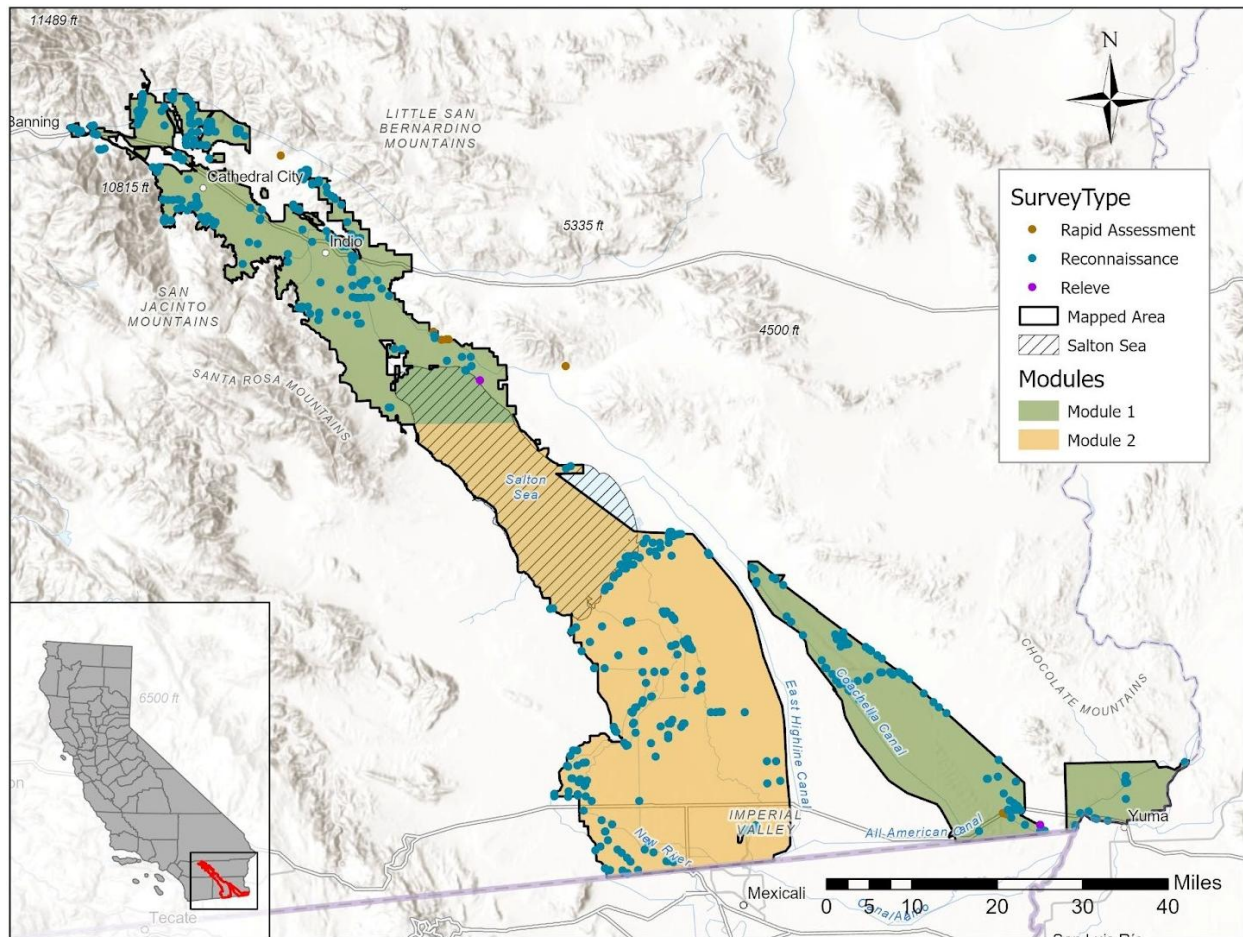 11489 ft
N
Banning
LITTLE SAN
BERNARDINO
MOUNTAINS
10815 ft
Cathedral City
5335 ft
Indio
SAN
JACINTO
MOUNTAINS
4500 ft
SANTA ROSA MOUNTAINS
Salton
Sea
SurveyType
Rapid Assessment
Reconnaissance
Releve
Mapped Area
Salton Sea
Modules
Module 1
Module 2
CHOCOLATE MOUNTAINS
Coachella Canal
East Highline Canal
6500 ft
IMPERIAL
VALLEY
All American Canal
Yuma
New River
Mexicali
Tecate
Miles
0 5 10 20 30 40